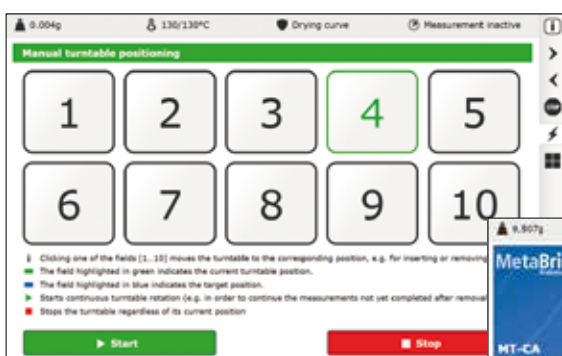 0.004g 130/130°C Drying curve Measurement inactive
Manual turntable positioning
1 2 3 4 5
6 7 8 9 10
Clicking one of the fields [1..10] moves the turntable to the corresponding position, e.g. for inserting or removing
The field highlighted in green indicates the current turntable position.
The field highlighted in blue indicates the target position.
Starts continuous turntable rotation (e.g. in order to continue the measurements not yet completed after removal
Stops the turntable regardless of its current position
Start Stop
STOP
9.507g
MetaBri
MT-CA